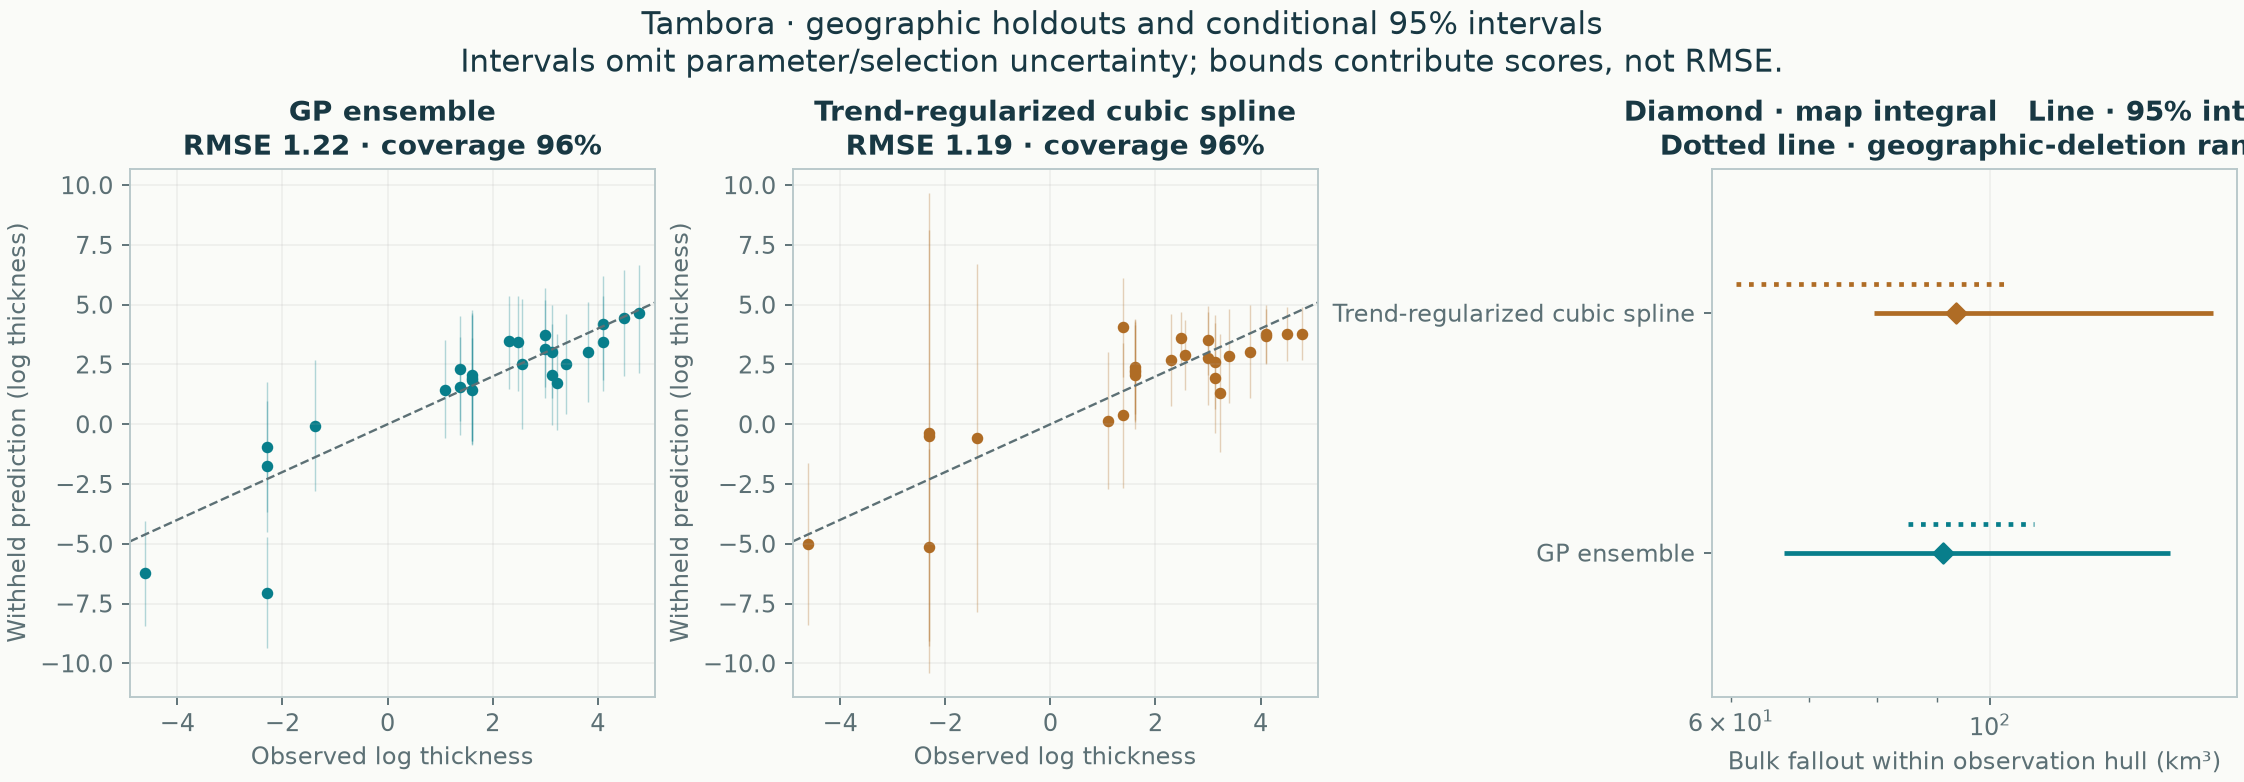 Tambora · geographic holdouts and conditional 95% intervals
Intervals omit parameter/selection uncertainty; bounds contribute scores, not RMSE.
GP ensemble
RMSE 1.22 · coverage 96%
Withheld prediction (log thickness)
10.0
7.5
5.0
2.5
0.0
−2.5
−5.0
−7.5
−10.0
−4
−2
0
2
4
Observed log thickness
Trend-regularized cubic spline
RMSE 1.19 · coverage 96%
Withheld prediction (log thickness)
10.0
7.5
5.0
2.5
0.0
−2.5
−5.0
−7.5
−10.0
−4
−2
0
2
4
Observed log thickness
Diamond · map integral Line · 95% int
Dotted line · geographic-deletion ran
Trend-regularized cubic spline
GP ensemble
6 × 10¹
10²
Bulk fallout within observation hull (km³)